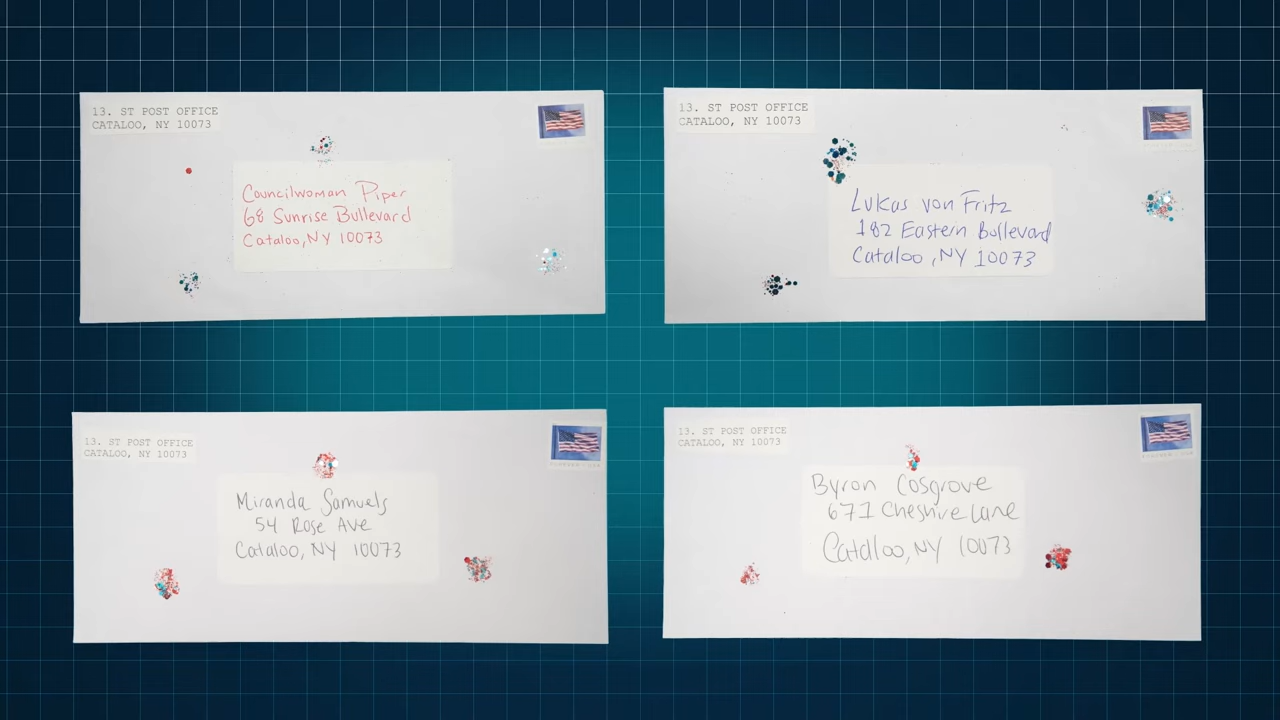 13. ST POST OFFICE
CATALOO, NY 10073
Councilwoman Piper
68 Sunrise Bullevard
Cataloo, NY 10073
13. ST POST OFFICE
CATALOO, NY 10073
Lukas von Fritz
182 Eastern Bullevard
Cataloo, NY 10073
13. ST POST OFFICE
CATALOO, NY 10073
Miranda Samuels
54 Rose Ave
Cataloo, NY 10073
13. ST POST OFFICE
CATALOO, NY 10073
Byron Cosgrove
671 Cheshire Lane
Cataloo, NY 10073